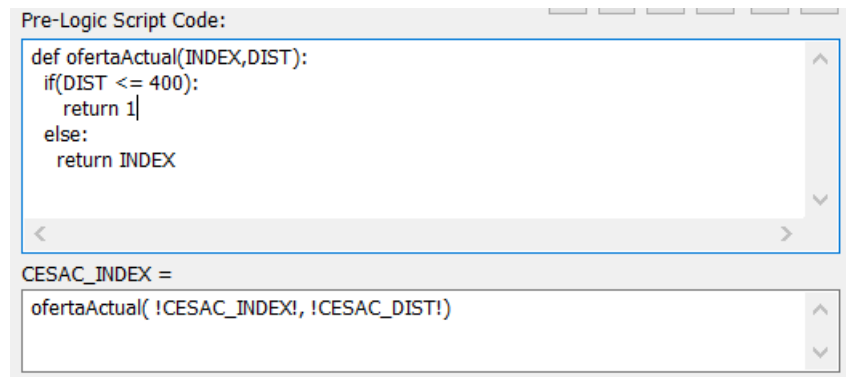 Pre-Logic Script Code:
def ofertaActual(INDEX,DIST):
  if(DIST <= 400):
     return 1
  else:
    return INDEX
CESAC_INDEX =
ofertaActual( !CESAC_INDEX!, !CESAC_DIST!)